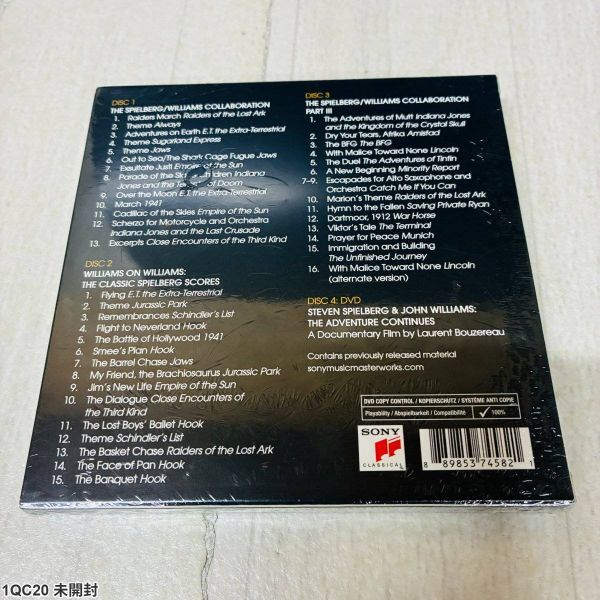 DISC 1
THE SPIELBERG/WILLIAMS COLLABORATION
1. Raiders March Raiders of the Lost Ark
2. Theme Always
3. Adventures on Earth E.T. the Extra-Terrestrial
4. Theme Sugarland Express
5. Theme Jaws
6. Out to Sea/The Shark Cage Fugue Jaws
7. Exsultate Justi Empire of the Sun
8. Parade of the Slave Children Indiana
Jones and the Temple of Doom
9. Over the Moon E.T. the Extra-Terrestrial
10. March 1941
11. Cadillac of the Skies Empire of the Sun
12. Scherzo for Motorcycle and Orchestra
Indiana Jones and the Last Crusade
13. Excerpts Close Encounters of the Third Kind
DISC 2
WILLIAMS ON WILLIAMS:
THE CLASSIC SPIELBERG SCORES
1. Flying E.T. the Extra-Terrestrial
2. Theme Jurassic Park
3. Remembrances Schindler's List
4. Flight to Neverland Hook
5. The Battle of Hollywood 1941
6. Smee's Plan Hook
7. The Barrel Chase Jaws
8. My Friend, the Brachiosaurus Jurassic Park
9. Jim's New Life Empire of the Sun
10. The Dialogue Close Encounters of
the Third Kind
11. The Lost Boys' Ballet Hook
12. Theme Schindler's List
13. The Basket Chase Raiders of the Lost Ark
14. The Face of Pan Hook
15. The Banquet Hook
DISC 3
THE SPIELBERG/WILLIAMS COLLABORATION
PART III
1. The Adventures of Mutt Indiana Jones
and the Kingdom of the Crystal Skull
2. Dry Your Tears, Afrika Amistad
3. The BFG The BFG
4. With Malice Toward None Lincoln
5. The Duel The Adventures of Tintin
6. A New Beginning Minority Report
7–9. Escapades for Alto Saxophone and
Orchestra Catch Me If You Can
10. Marion's Theme Raiders of the Lost Ark
11. Hymn to the Fallen Saving Private Ryan
12. Dartmoor, 1912 War Horse
13. Viktor's Tale The Terminal
14. Prayer for Peace Munich
15. Immigration and Building
The Unfinished Journey
16. With Malice Toward None Lincoln
(alternate version)
DISC 4: DVD
STEVEN SPIELBERG & JOHN WILLIAMS:
THE ADVENTURE CONTINUES
A Documentary Film by Laurent Bouzereau
Contains previously released material
sonymusicmasterworks.com
DVD COPY CONTROL / KOPIERSCHUTZ / SYSTÈME ANTI COPIE
Playability / Abspielbarkeit / Compatibilité ✓ 100%
SONY
CLASSICAL
8 89853 74582 1
1QC20 未開封